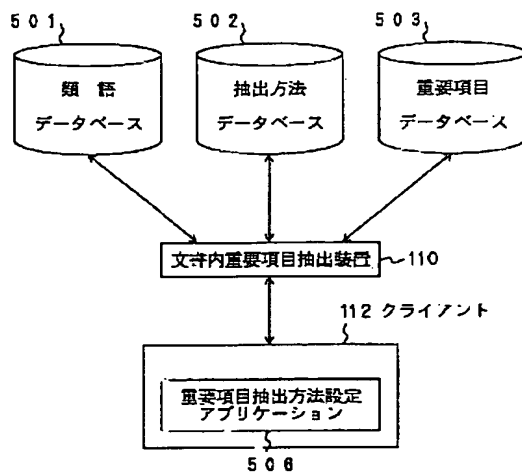 501
502
503
類語
データベース
抽出方法
データベース
重要項目
データベース
文書内重要項目抽出装置
110
112 クライアント
重要項目抽出方法設定
アプリケーション
506